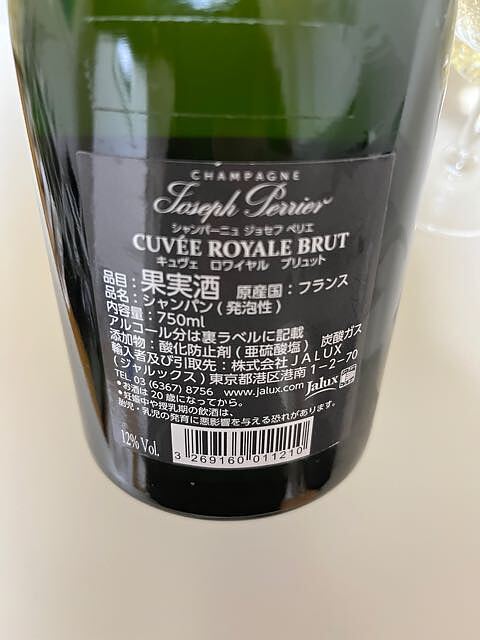 CHAMPAGNE
Joseph Perrier
シャンパーニュ ジョセフ ペリエ
CUVÉE ROYALE BRUT
キュヴェ ロワイヤル ブリュット
品目：果実酒 原産国：フランス
品名：シャンパン(発泡性)
内容量：750ml
アルコール分は裏ラベルに記載
添加物：酸化防止剤(亜硫酸塩) 炭酸ガス
輸入者及び引取先：株式会社JALUX
(ジャルックス)東京都港区港南1-2-70
TEL 03(6367)8756 www.jalux.com Jalux
●お酒は20歳になってから。
●妊娠中や授乳期の飲酒は、
胎児・乳児の発育に悪影響を与える恐れがあります。
12% Vol.
3 269160 011210